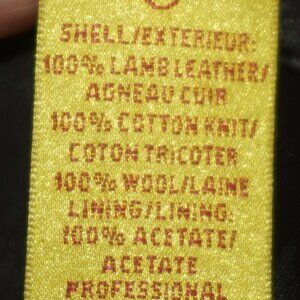 SHELL/EXTERIEUR:
100% LAMB LEATHER/
AGNEAU CUIR
100% COTTON KNIT/
COTON TRICOTER
100% WOOL/LAINE
LINING/LINING:
100% ACETATE/
ACETATE
PROFESSIONAL